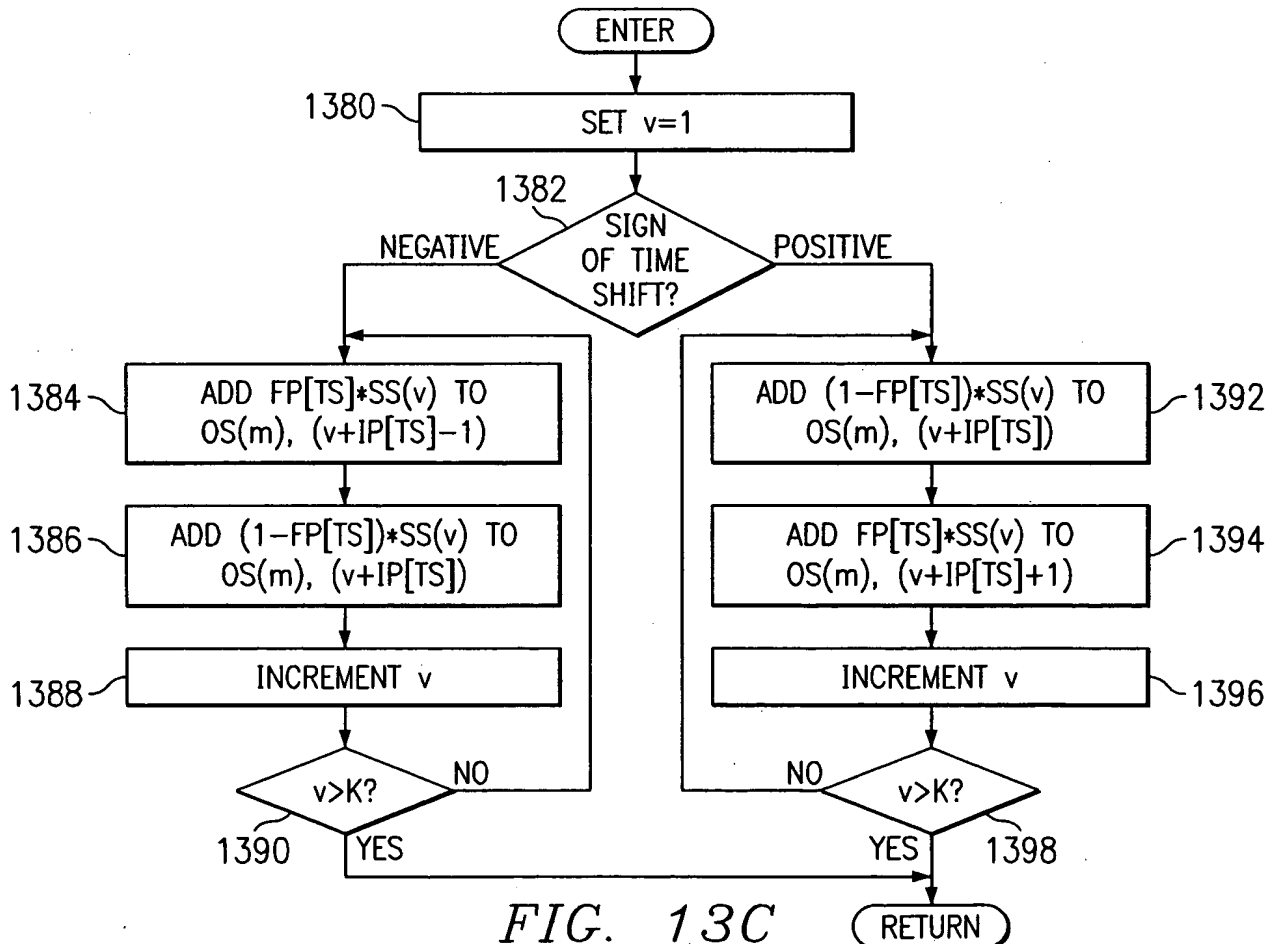 ENTER
1380
SET v=1
1382
SIGN
OF TIME
SHIFT?
NEGATIVE
POSITIVE
1384
ADD FP[TS]*SS(v) TO
OS(m), (v+IP[TS]-1)
1386
ADD (1-FP[TS])*SS(v) TO
OS(m), (v+IP[TS])
1388
INCREMENT v
v>K?
NO
1390
YES
ADD (1-FP[TS])*SS(v) TO
OS(m), (v+IP[TS])
1392
ADD FP[TS]*SS(v) TO
OS(m), (v+IP[TS]+1)
1394
INCREMENT v
1396
NO
v>K?
YES
1398
RETURN
FIG. 13C